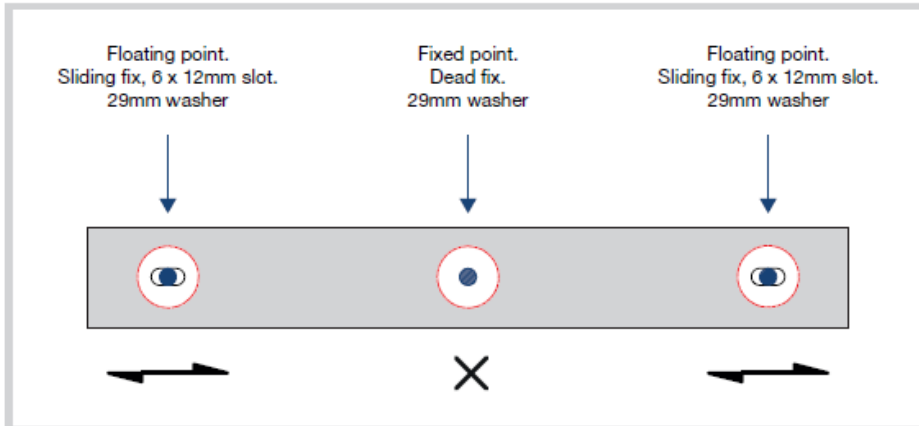 Floating point.
Sliding fix, 6 x 12mm slot.
29mm washer
Fixed point.
Dead fix.
29mm washer
Floating point.
Sliding fix, 6 x 12mm slot.
29mm washer